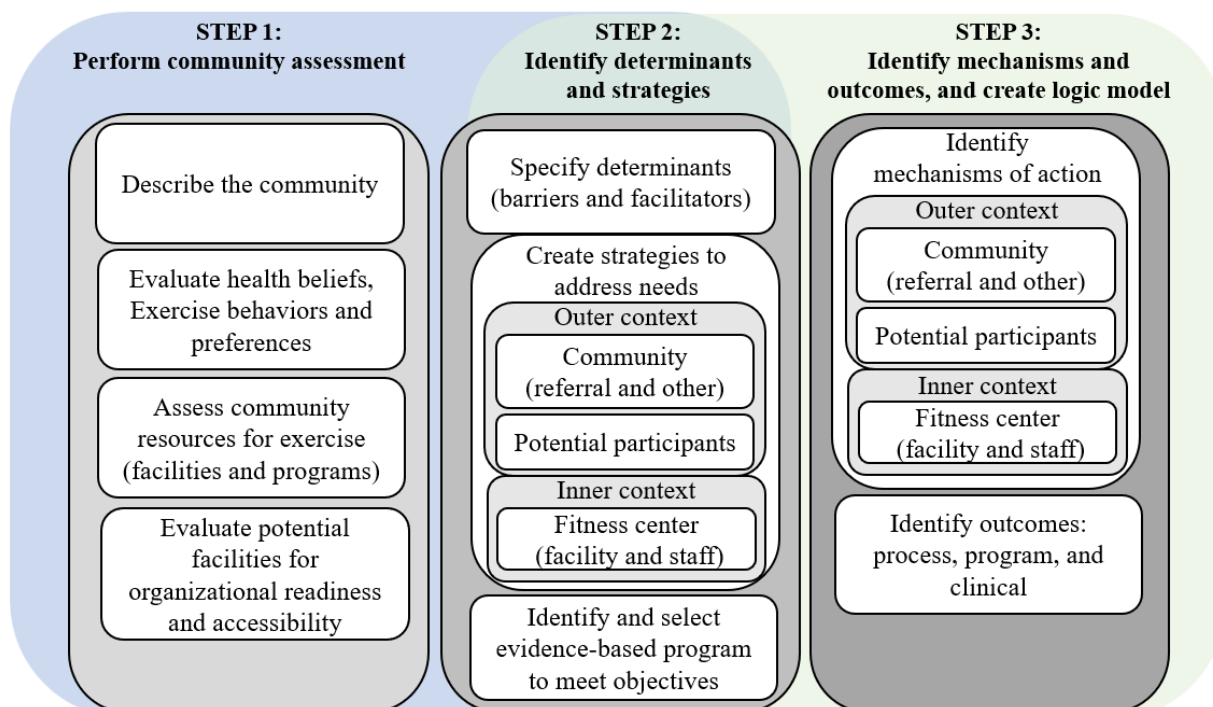 STEP 1:
Perform community assessment
Describe the community
Evaluate health beliefs,
Exercise behaviors and
preferences
Assess community
resources for exercise
(facilities and programs)
Evaluate potential
facilities for
organizational readiness
and accessibility
STEP 2:
Identify determinants
and strategies
Specify determinants
(barriers and facilitators)
Create strategies to
address needs
Outer context
Community
(referral and other)
Potential participants
Inner context
Fitness center
(facility and staff)
Identify and select
evidence-based program
to meet objectives
STEP 3:
Identify mechanisms and
outcomes, and create logic model
Identify
mechanisms of action
Outer context
Community
(referral and other)
Potential participants
Inner context
Fitness center
(facility and staff)
Identify outcomes:
process, program, and
clinical